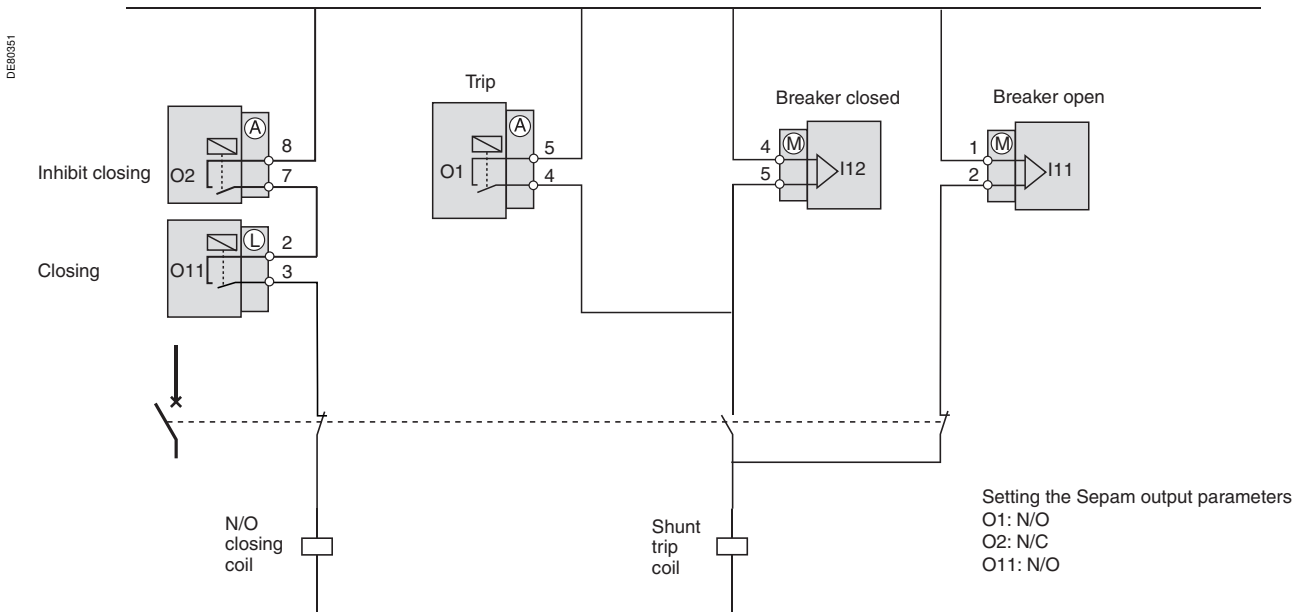 DE80351
Trip
Breaker closed
Breaker open
Inhibit closing
O2
A
8
7
O1
A
5
4
4
5
M
I12
1
2
M
I11
Closing
O11
L
2
3
N/O
closing
coil
Shunt
trip
coil
Setting the Sepam output parameters
O1: N/O
O2: N/C
O11: N/O